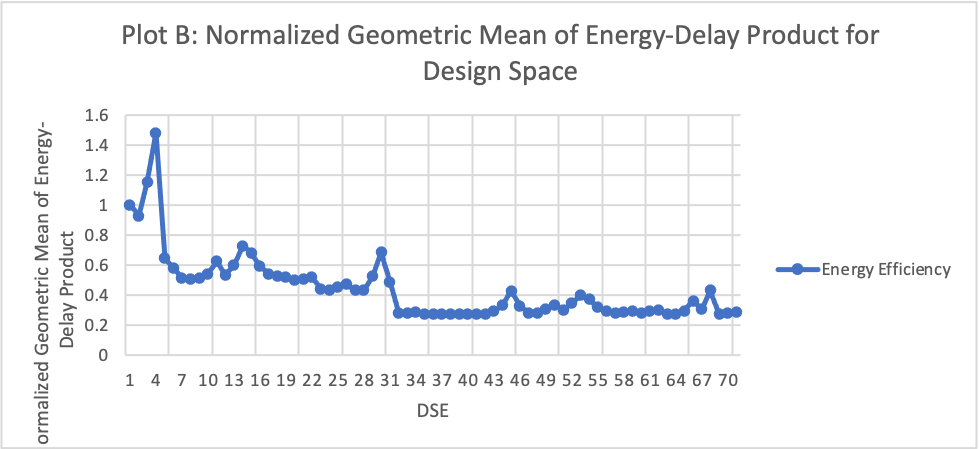 Plot B: Normalized Geometric Mean of Energy-Delay Product for
Design Space
ormalized Geometric Mean of Energy-
Delay Product
1.6
1.4
1.2
1
0.8
0.6
0.4
0.2
0
1 4 7 10 13 16 19 22 25 28 31 34 37 40 43 46 49 52 55 58 61 64 67 70
DSE
Energy Efficiency